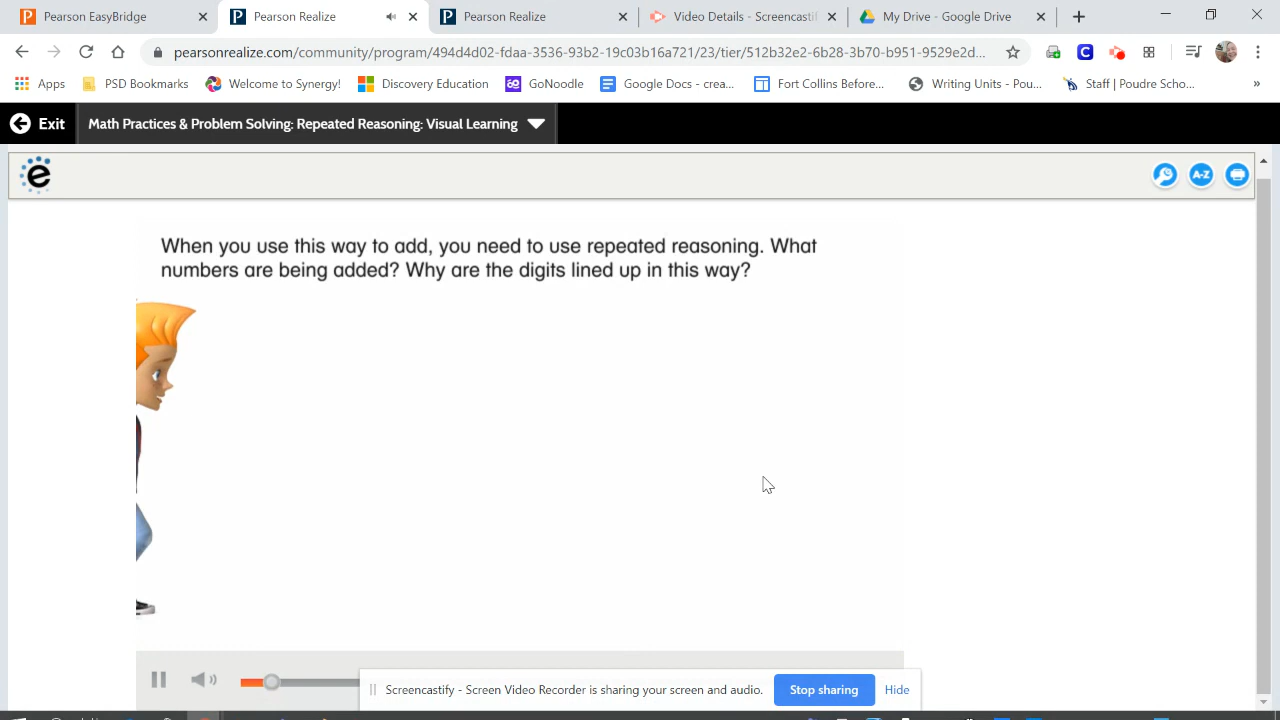 Pearson EasyBridge
Pearson Realize
Pearson Realize
Video Details - Screencastif
My Drive - Google Drive
pearsonrealize.com/community/program/494d4d02-fdaa-3536-93b2-19c03b16a721/23/tier/512b32e2-6b28-3b70-b951-9529e2d...
Apps
PSD Bookmarks
Welcome to Synergy!
Discovery Education
GoNoodle
Google Docs - crea...
Fort Collins Before...
Writing Units - Pou...
Staff | Poudre Scho...
Exit
Math Practices & Problem Solving: Repeated Reasoning: Visual Learning
e
A-Z
When you use this way to add, you need to use repeated reasoning. What
numbers are being added? Why are the digits lined up in this way?
Screencastify - Screen Video Recorder is sharing your screen and audio.
Stop sharing
Hide